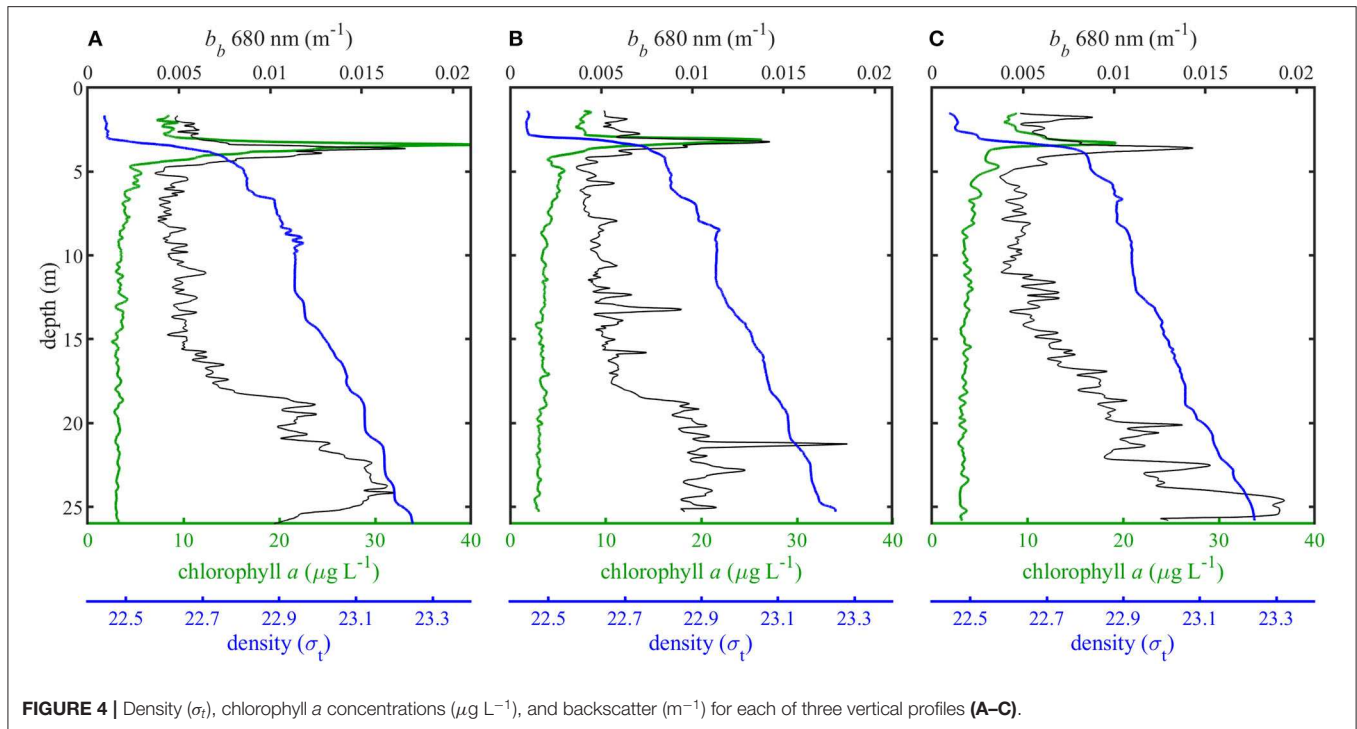 A b_b 680 nm (m⁻¹) B b_b 680 nm (m⁻¹) C b_b 680 nm (m⁻¹)
0 0.005 0.01 0.015 0.02 0 0.005 0.01 0.015 0.02 0 0.005 0.01 0.015 0.02
0
5
10
15
20
25
depth (m)
0 10 20 30 40 0 10 20 30 40 0 10 20 30 40
chlorophyll a (μg L⁻¹) chlorophyll a (μg L⁻¹) chlorophyll a (μg L⁻¹)
22.5 22.7 22.9 23.1 23.3 22.5 22.7 22.9 23.1 23.3 22.5 22.7 22.9 23.1 23.3
density (σₜ) density (σₜ) density (σₜ)
FIGURE 4 | Density (σₜ), chlorophyll a concentrations (μg L⁻¹), and backscatter (m⁻¹) for each of three vertical profiles (A–C).